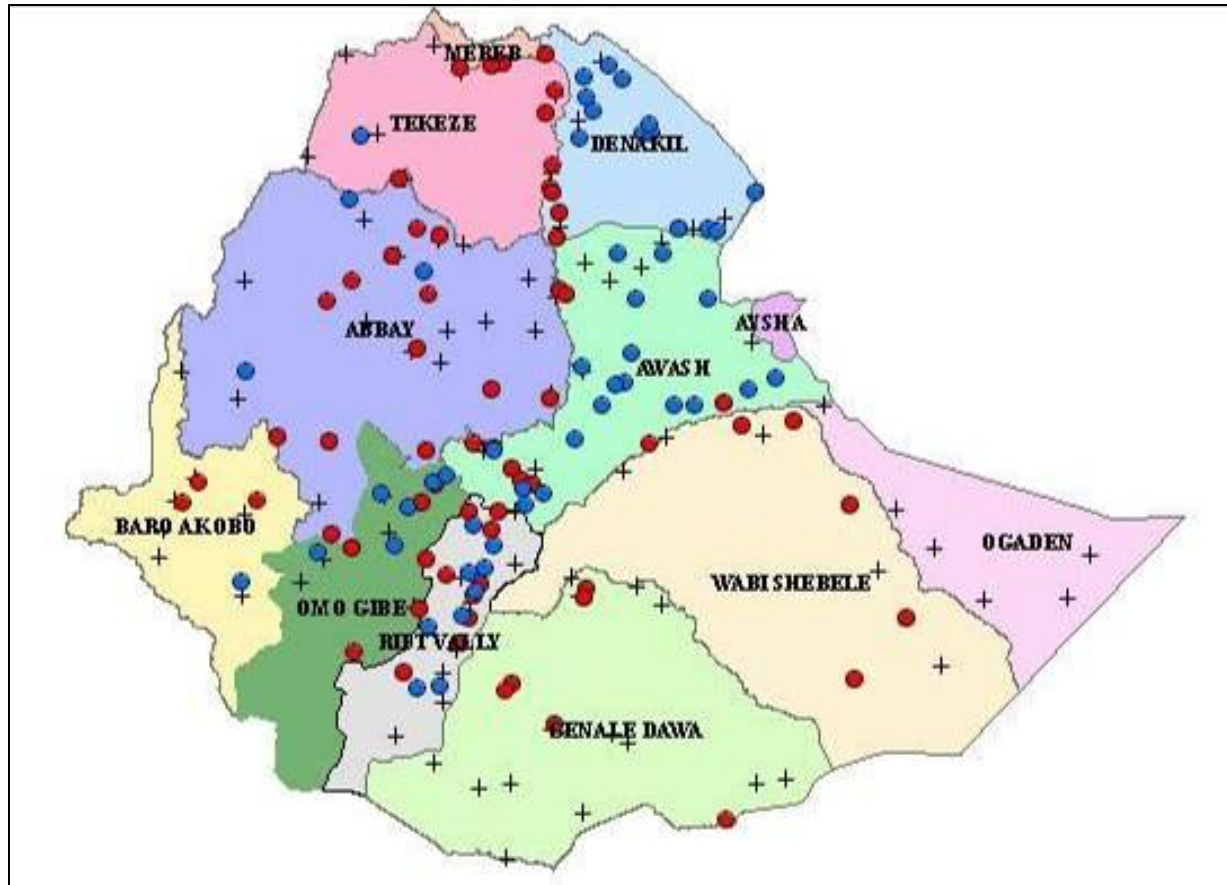 MEREB
TEKEZE
DENAKIL
ABBAY
AYSHA
AWASH
BARO AKOBO
OGADEN
WABI SHEBELE
OMO GIBE
RIFT VALLY
GENALE DAWA